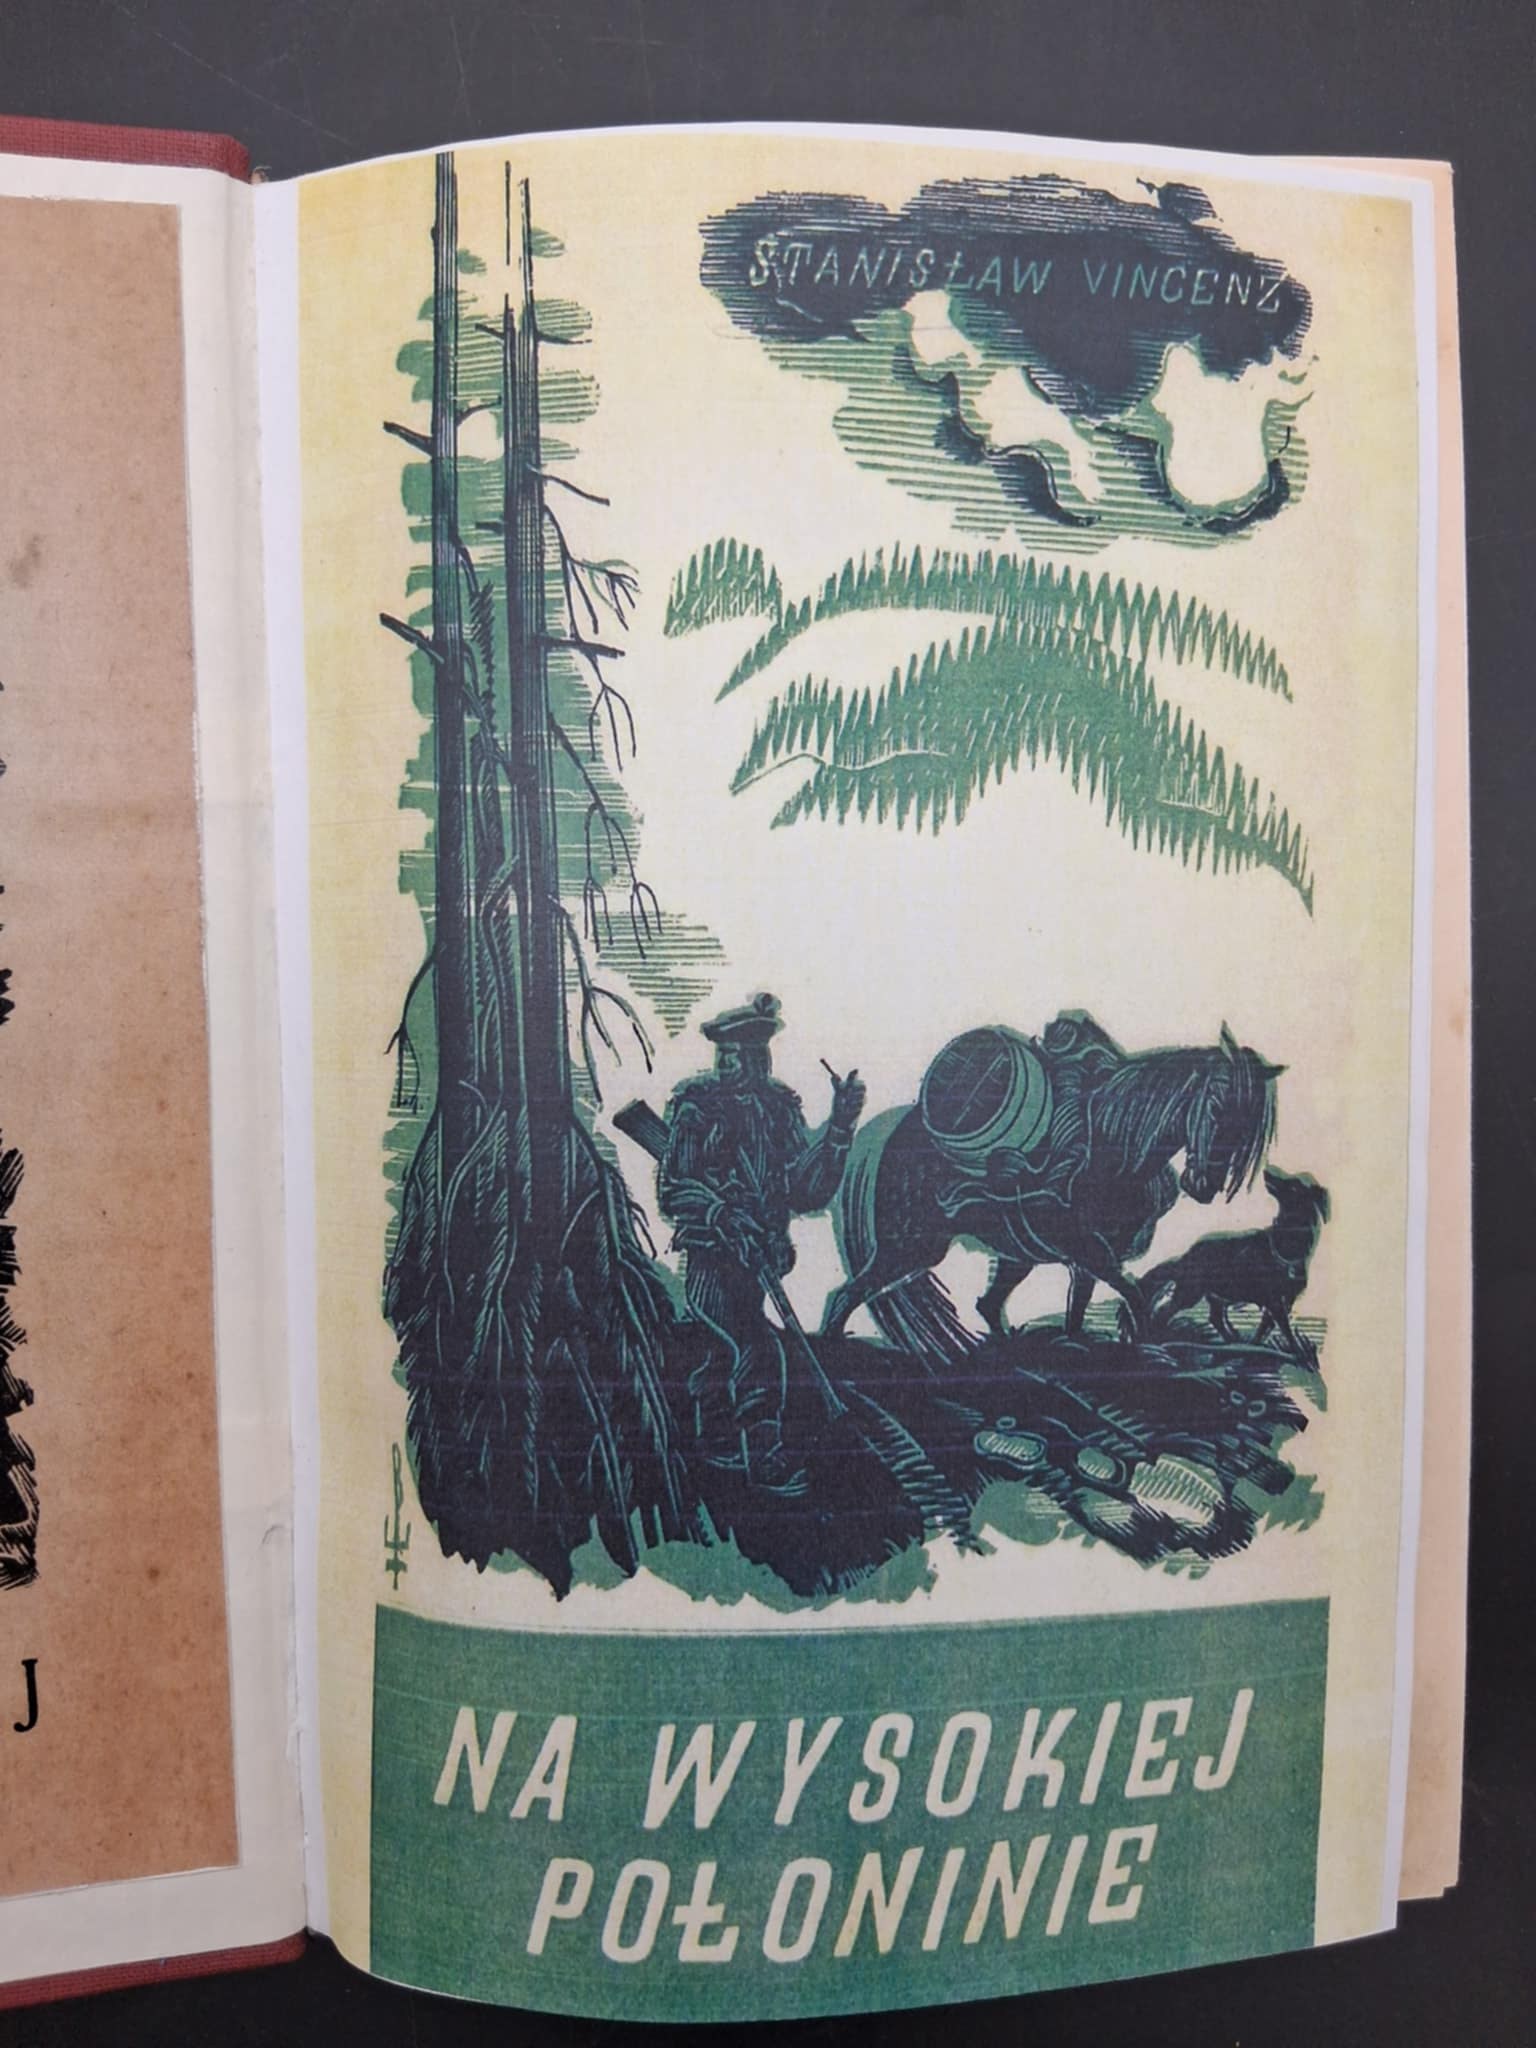 STANISŁAW VINCENZ
NA WYSOKIEJ
POŁONINIE
J